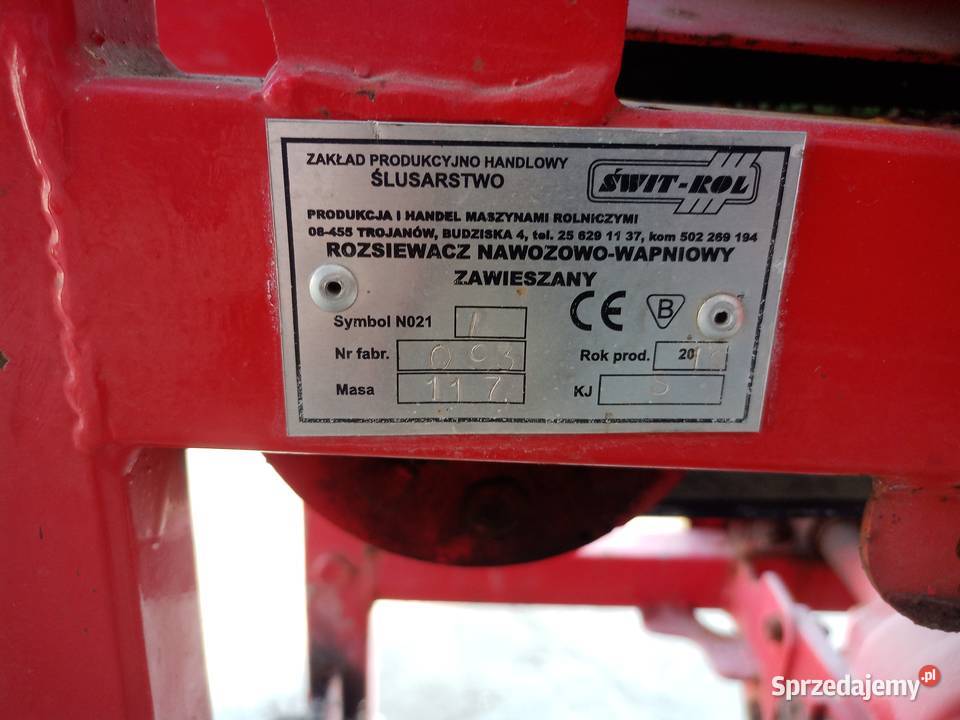 ZAKŁAD PRODUKCYJNO HANDLOWY
ŚLUSARSTWO
ŚWIT-ROL
PRODUKCJA I HANDEL MASZYNAMI ROLNICZYMI
08-455 TROJANÓW, BUDZISKA 4, tel. 25 629 11 37, kom 502 269 194
ROZSIEWACZ NAWOZOWO-WAPNIOWY
ZAWIESZANY
CE B
Symbol N021 /
Nr fabr. 093
Rok prod. 20
Masa 117
KJ S
Sprzedajemy.pl